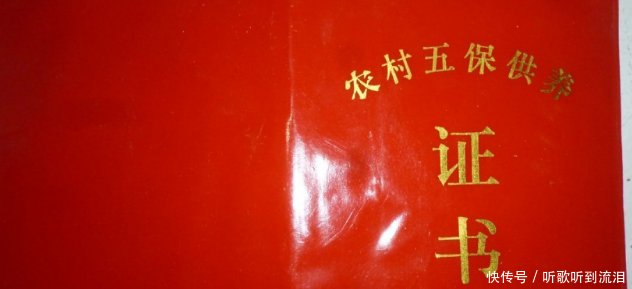 农村五保供养
证
书
快传号 / 听歌听到流泪